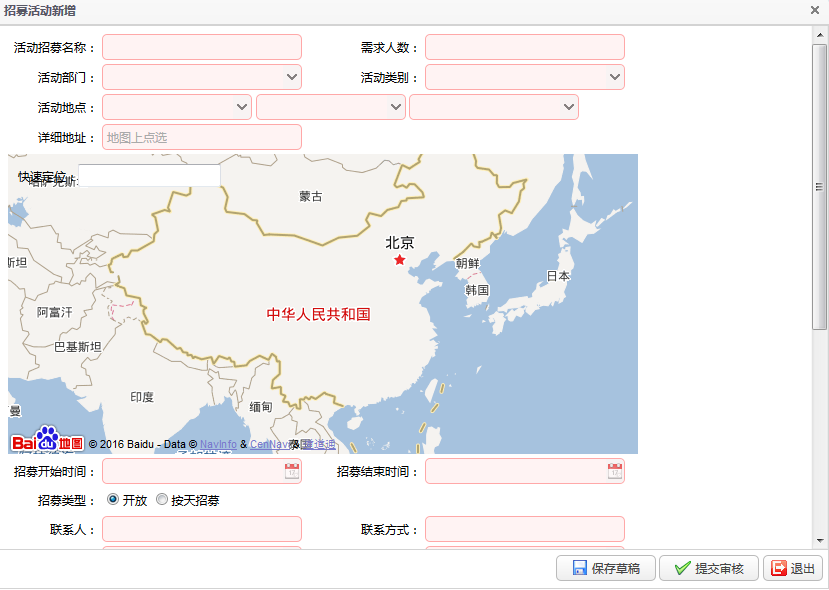 招募活动新增
活动招募名称： 需求人数：
活动部门： 活动类别：
活动地点：
详细地址： 地图上点选
快速定位：
哈萨克斯
蒙古
北京
斯坦 朝鲜
日本
韩国
阿富汗 中华人民共和国
巴基斯坦
印度
缅甸
曼
Bai du 地图 © 2016 Baidu - Data © NavInfo & CenNavi & 道道通
招募开始时间： 招募结束时间：
招募类型： 开放 按天招募
联系人： 联系方式：
保存草稿 提交审核 退出